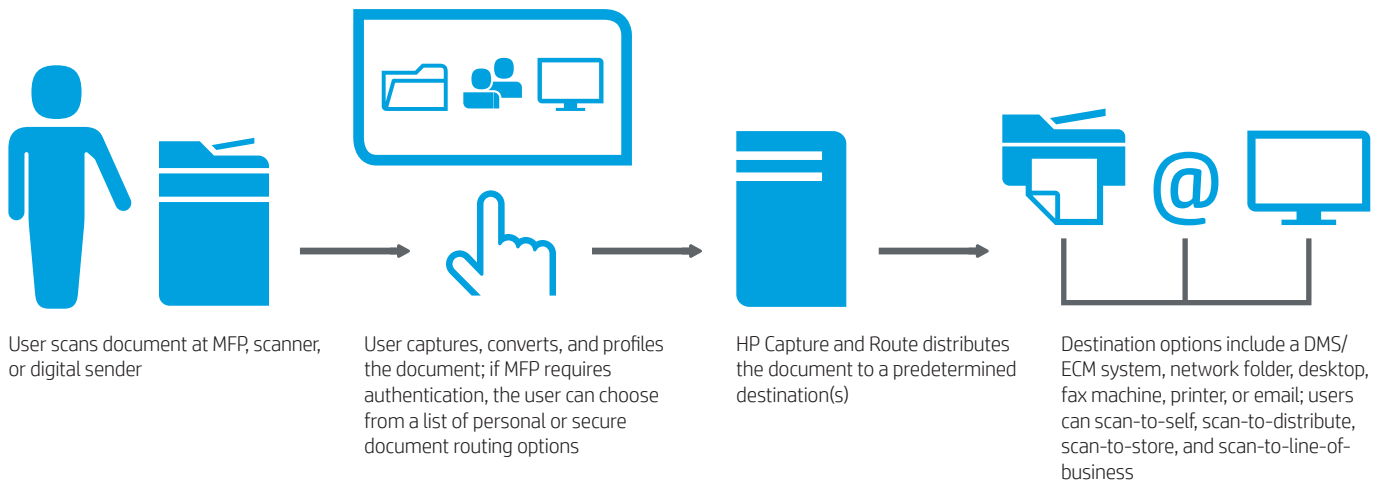 @
User scans document at MFP, scanner,
or digital sender
User captures, converts, and profiles
the document; if MFP requires
authentication, the user can choose
from a list of personal or secure
document routing options
HP Capture and Route distributes
the document to a predetermined
destination(s)
Destination options include a DMS/
ECM system, network folder, desktop,
fax machine, printer, or email; users
can scan-to-self, scan-to-distribute,
scan-to-store, and scan-to-line-of-
business